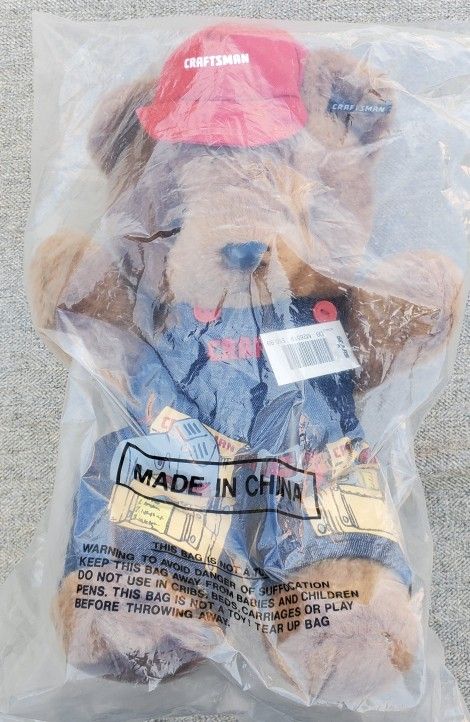 CRAFTSMAN
CRAFTSMAN
CRAF
MADE IN CHINA
THIS BAG IS NOT A TO
WARNING TO AVOID DANGER OF SUFFOCATION
KEEP THIS BAG AWAY FROM BABIES AND CHILDREN
DO NOT USE IN CRIBS, BEDS, CARRIAGES OR PLAY
PENS. THIS BAG IS NOT A TOY! TEAR UP BAG
BEFORE THROWING AWAY